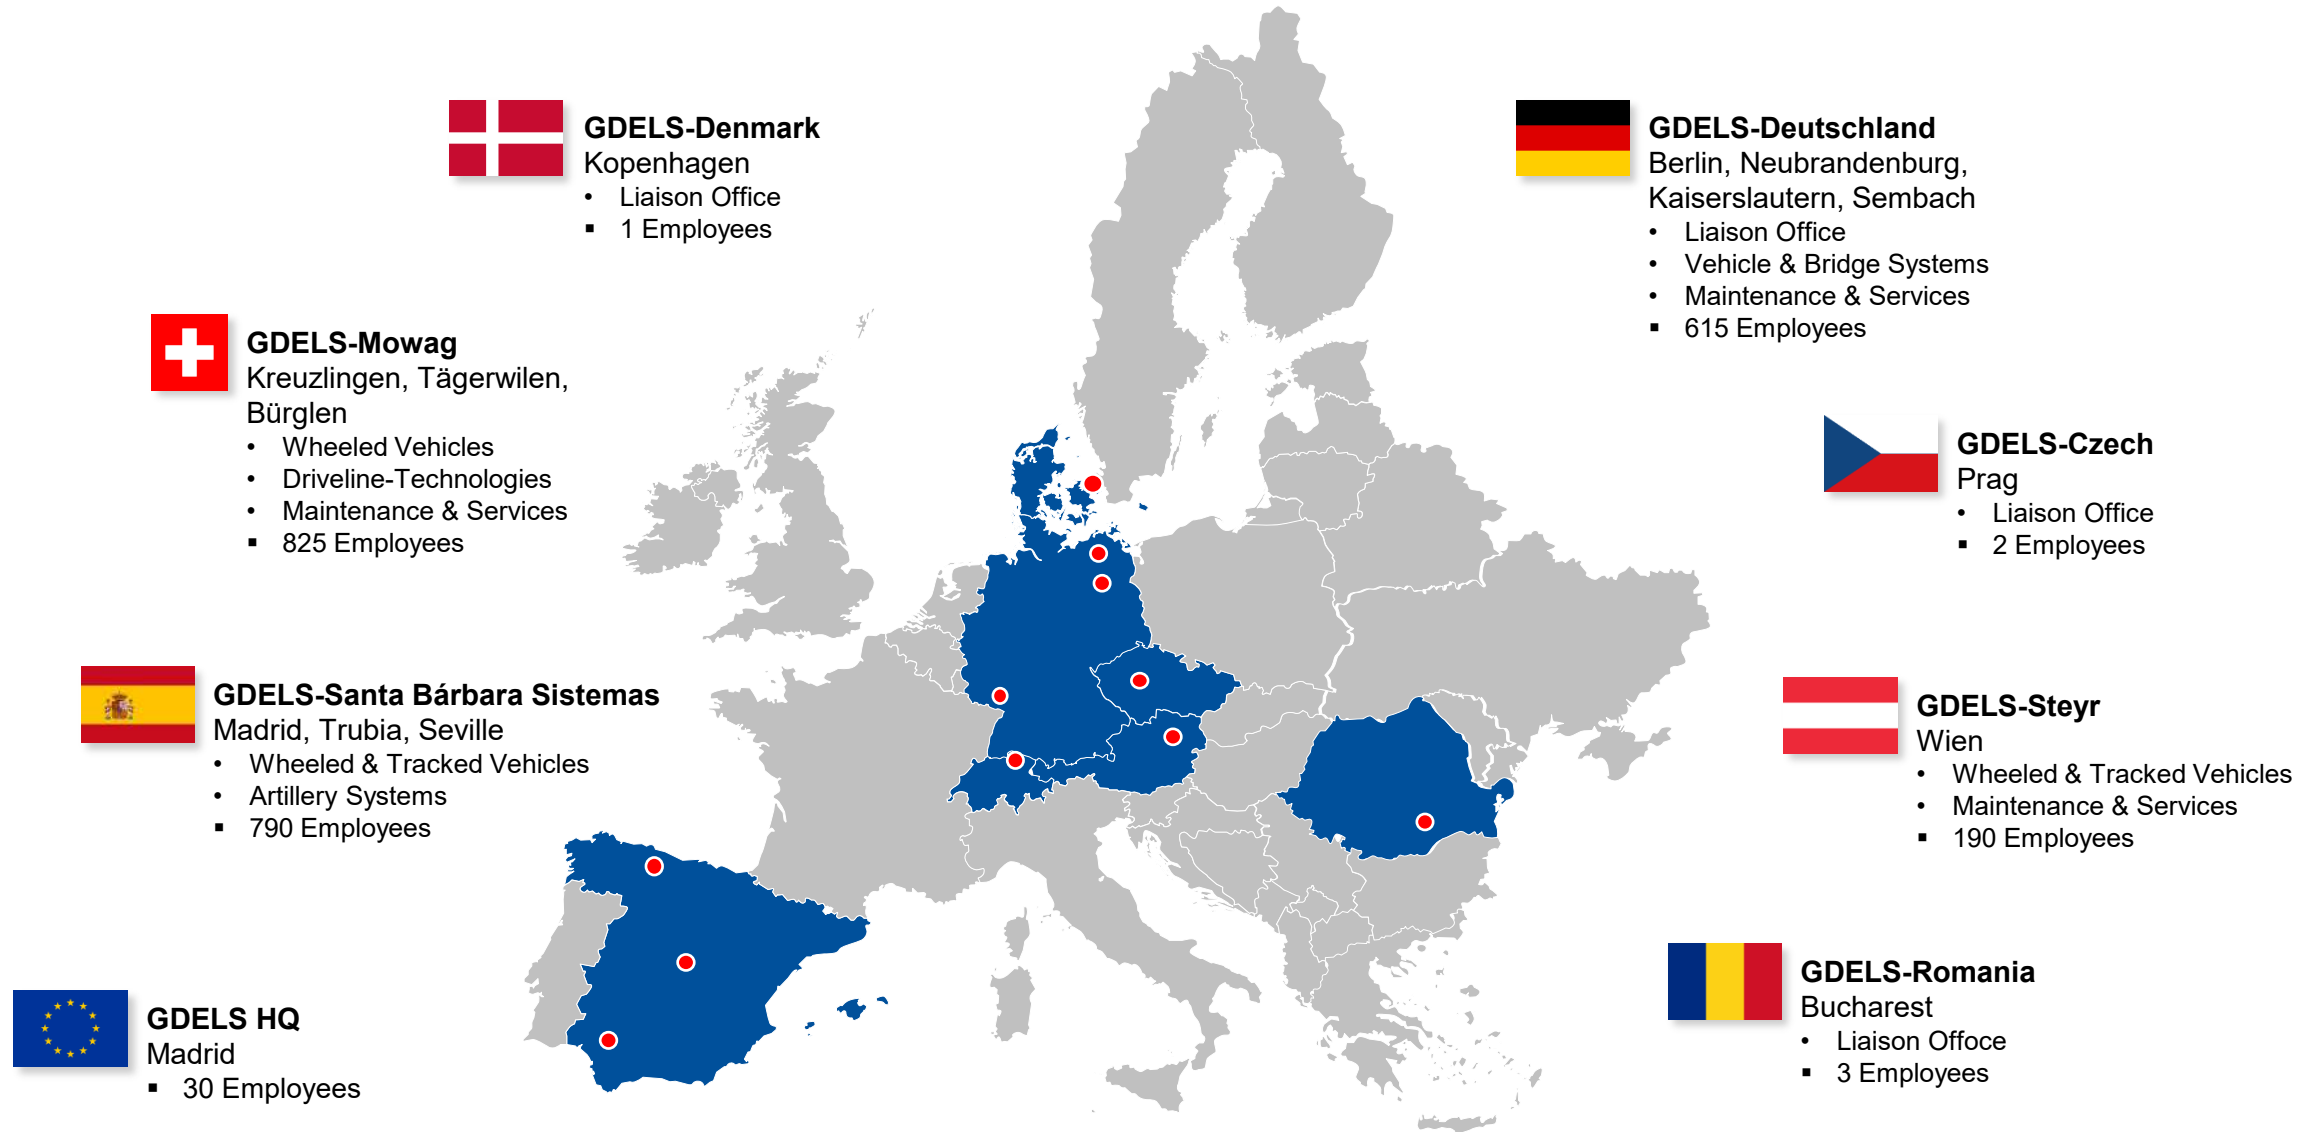 GDELS-Denmark
Kopenhagen
• Liaison Office
▪ 1 Employees
GDELS-Mowag
Kreuzlingen, Tägerwilen,
Bürglen
• Wheeled Vehicles
• Driveline-Technologies
• Maintenance & Services
▪ 825 Employees
GDELS-Santa Bárbara Sistemas
Madrid, Trubia, Seville
• Wheeled & Tracked Vehicles
• Artillery Systems
▪ 790 Employees
GDELS HQ
Madrid
▪ 30 Employees
GDELS-Deutschland
Berlin, Neubrandenburg,
Kaiserslautern, Sembach
• Liaison Office
• Vehicle & Bridge Systems
• Maintenance & Services
▪ 615 Employees
GDELS-Czech
Prag
• Liaison Office
▪ 2 Employees
GDELS-Steyr
Wien
• Wheeled & Tracked Vehicles
• Maintenance & Services
▪ 190 Employees
GDELS-Romania
Bucharest
• Liaison Offoce
▪ 3 Employees